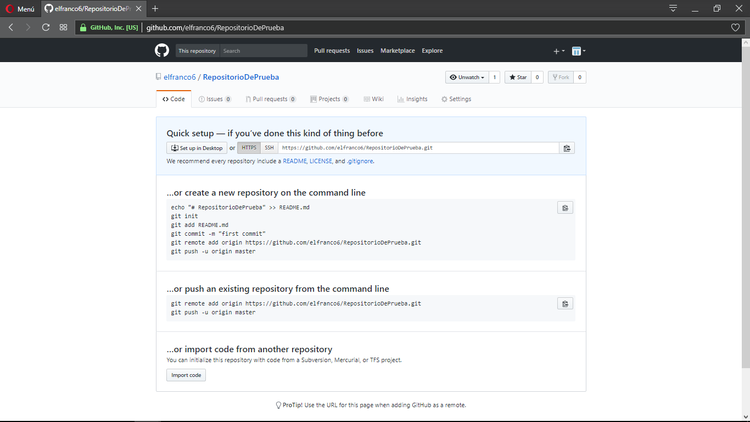 Menú
elfranco6/RepositorioDePr
GitHub, Inc. [US]
github.com/elfranco6/RepositorioDePrueba
This repository Search
Pull requests Issues Marketplace Explore
elfranco6 / RepositorioDePrueba
Unwatch 1 Star 0 Fork 0
Code Issues 0 Pull requests 0 Projects 0 Wiki Insights Settings
Quick setup — if you've done this kind of thing before
Set up in Desktop or HTTPS SSH https://github.com/elfranco6/RepositorioDePrueba.git
We recommend every repository include a README, LICENSE, and .gitignore.
…or create a new repository on the command line
echo "# RepositorioDePrueba" >> README.md
git init
git add README.md
git commit -m "first commit"
git remote add origin https://github.com/elfranco6/RepositorioDePrueba.git
git push -u origin master
…or push an existing repository from the command line
git remote add origin https://github.com/elfranco6/RepositorioDePrueba.git
git push -u origin master
…or import code from another repository
You can initialize this repository with code from a Subversion, Mercurial, or TFS project.
Import code
ProTip! Use the URL for this page when adding GitHub as a remote.